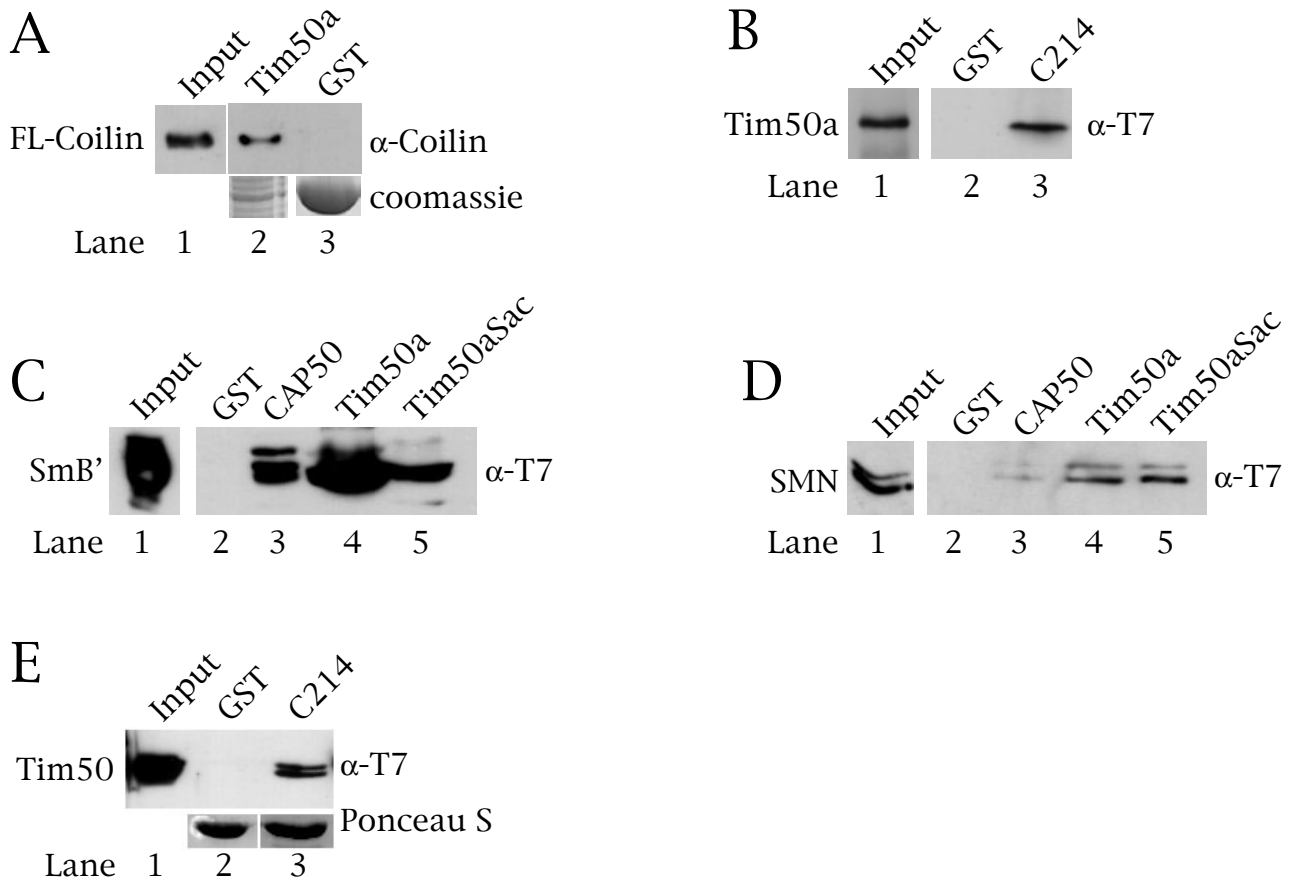 A
Input Tim50a GST
FL-Coilin α-Coilin
coomassie
Lane 1 2 3
B
Input GST C214
Tim50a α-T7
Lane 1 2 3
C
Input GST CAP50 Tim50a Tim50aSac
SmB’ α-T7
Lane 1 2 3 4 5
D
Input GST CAP50 Tim50a Tim50aSac
SMN α-T7
Lane 1 2 3 4 5
E
Input GST C214
Tim50 α-T7
Ponceau S
Lane 1 2 3